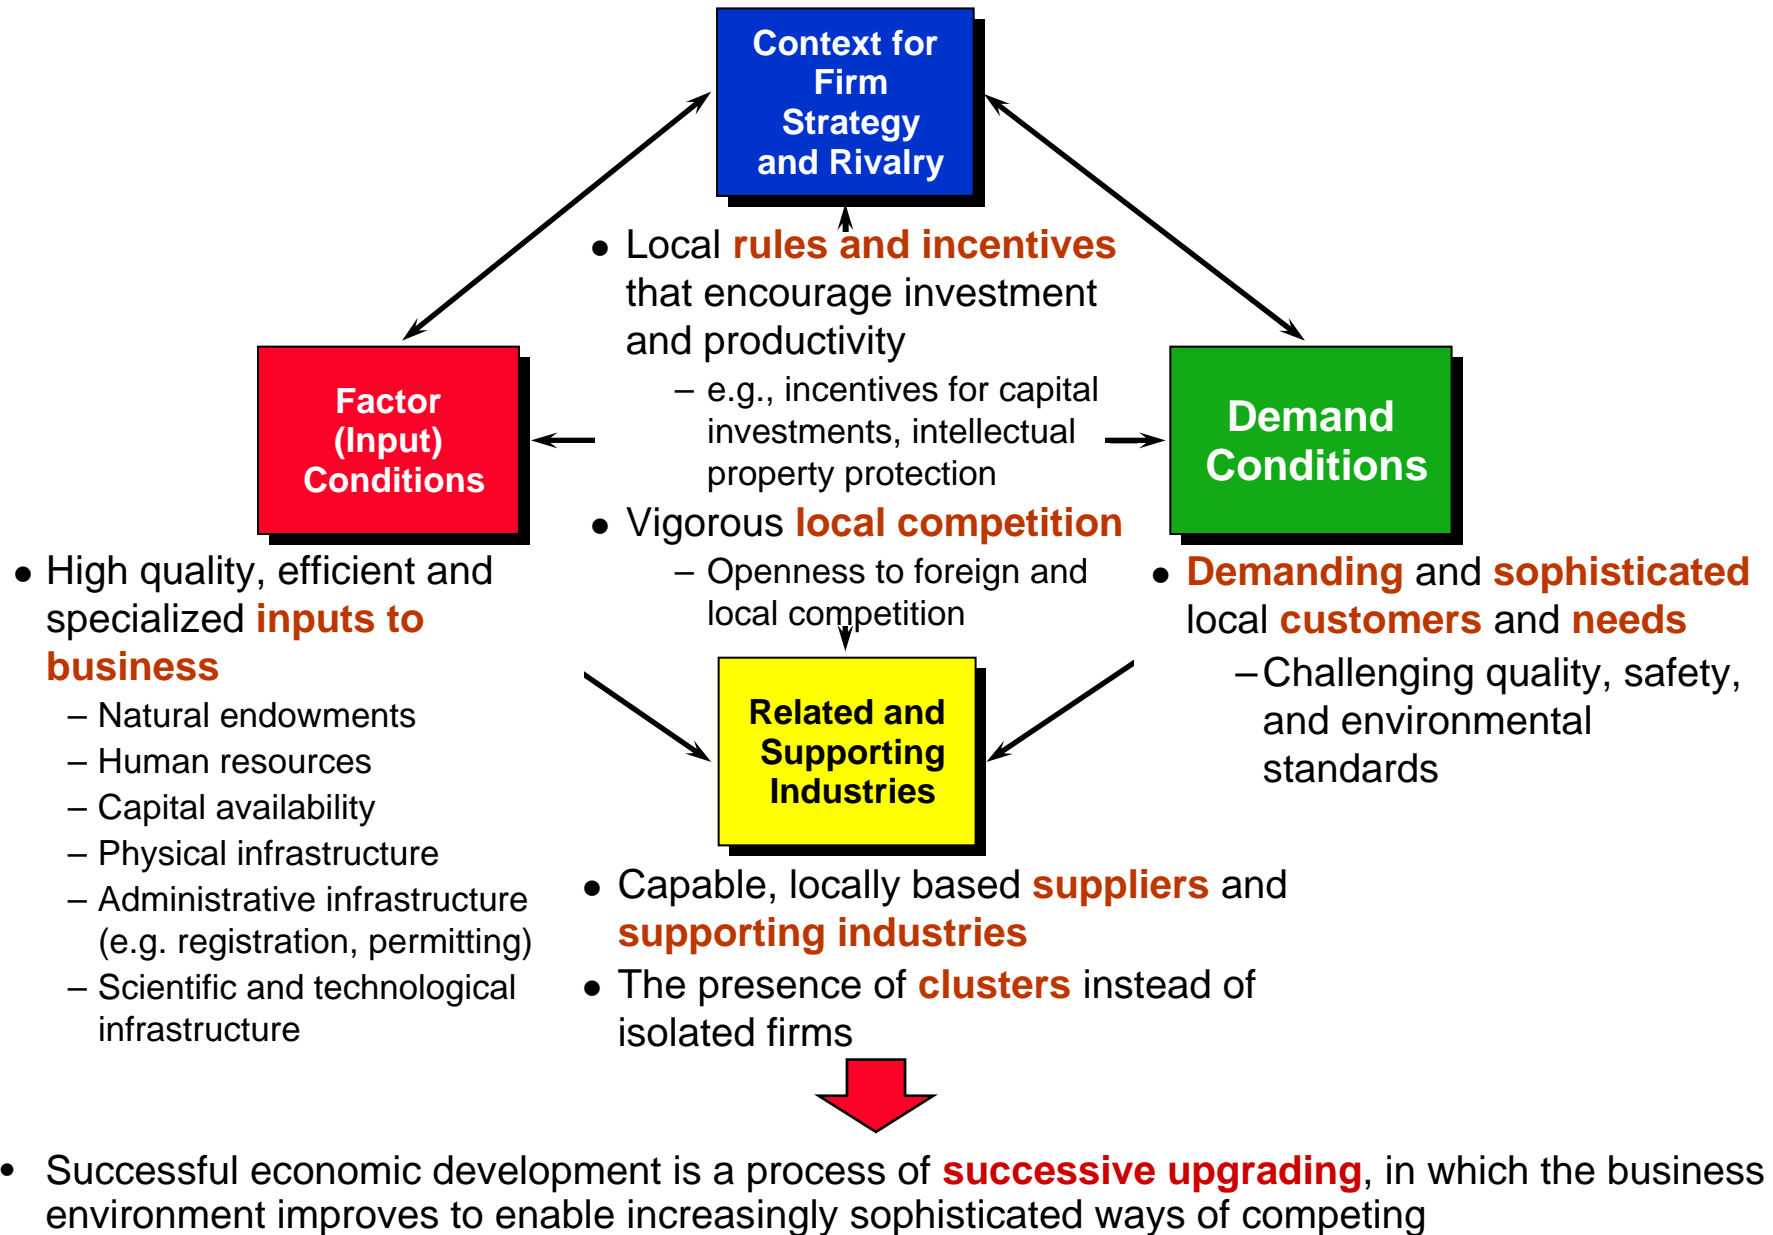 Context for
Firm
Strategy
and Rivalry
● Local rules and incentives
that encourage investment
and productivity
– e.g., incentives for capital
investments, intellectual
property protection
● Vigorous local competition
– Openness to foreign and
local competition
Factor
(Input)
Conditions
● High quality, efficient and
specialized inputs to
business
– Natural endowments
– Human resources
– Capital availability
– Physical infrastructure
– Administrative infrastructure
(e.g. registration, permitting)
– Scientific and technological
infrastructure
Demand
Conditions
● Demanding and sophisticated
local customers and needs
–Challenging quality, safety,
and environmental
standards
Related and
Supporting
Industries
● Capable, locally based suppliers and
supporting industries
● The presence of clusters instead of
isolated firms
• Successful economic development is a process of successive upgrading, in which the business
environment improves to enable increasingly sophisticated ways of competing